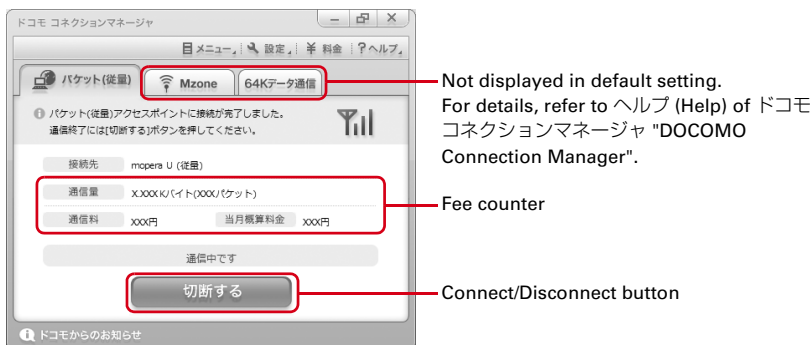 ドコモ コネクションマネージャ
メニュー 設定 ¥ 料金 ?ヘルプ
パケット(従量) Mzone 64Kデータ通信
パケット(従量)アクセスポイントに接続が完了しました。
通信終了には[切断する]ボタンを押してください。
接続先 mopera U (従量)
通信量 X.XXX Kバイト(XXXパケット)
通信料 XXX円 当月概算料金 XXX円
通信中です
切断する
ドコモからのお知らせ
Not displayed in default setting.
For details, refer to ヘルプ (Help) of ドコモ
コネクションマネージャ "DOCOMO
Connection Manager".
Fee counter
Connect/Disconnect button